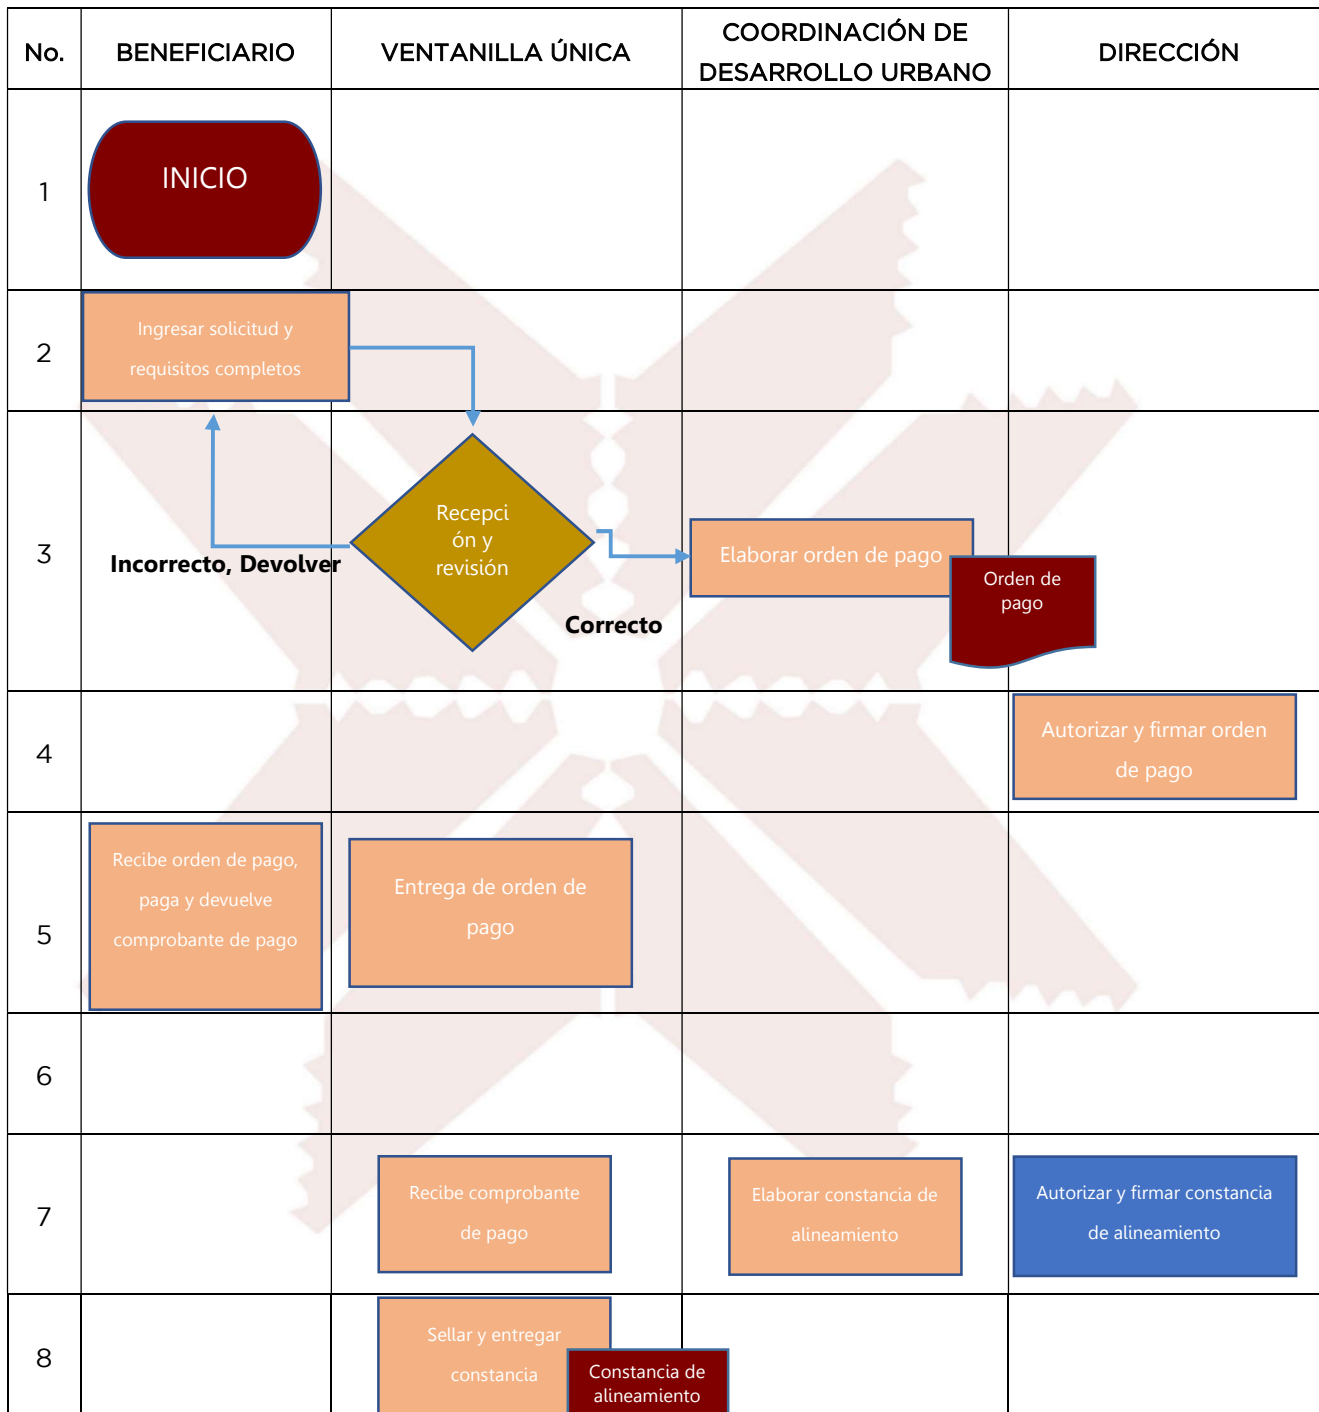 No.
BENEFICIARIO
VENTANILLA ÚNICA
COORDINACIÓN DE
DESARROLLO URBANO
DIRECCIÓN
1
INICIO
2
Ingresar solicitud y
requisitos completos
3
Incorrecto, Devolver
Recepci
ón y
revisión
Correcto
Elaborar orden de pago
Orden de
pago
4
Autorizar y firmar orden
de pago
5
Recibe orden de pago,
paga y devuelve
comprobante de pago
Entrega de orden de
pago
6
7
Recibe comprobante
de pago
Elaborar constancia de
alineamiento
Autorizar y firmar constancia
de alineamiento
8
Sellar y entregar
constancia
Constancia de
alineamiento